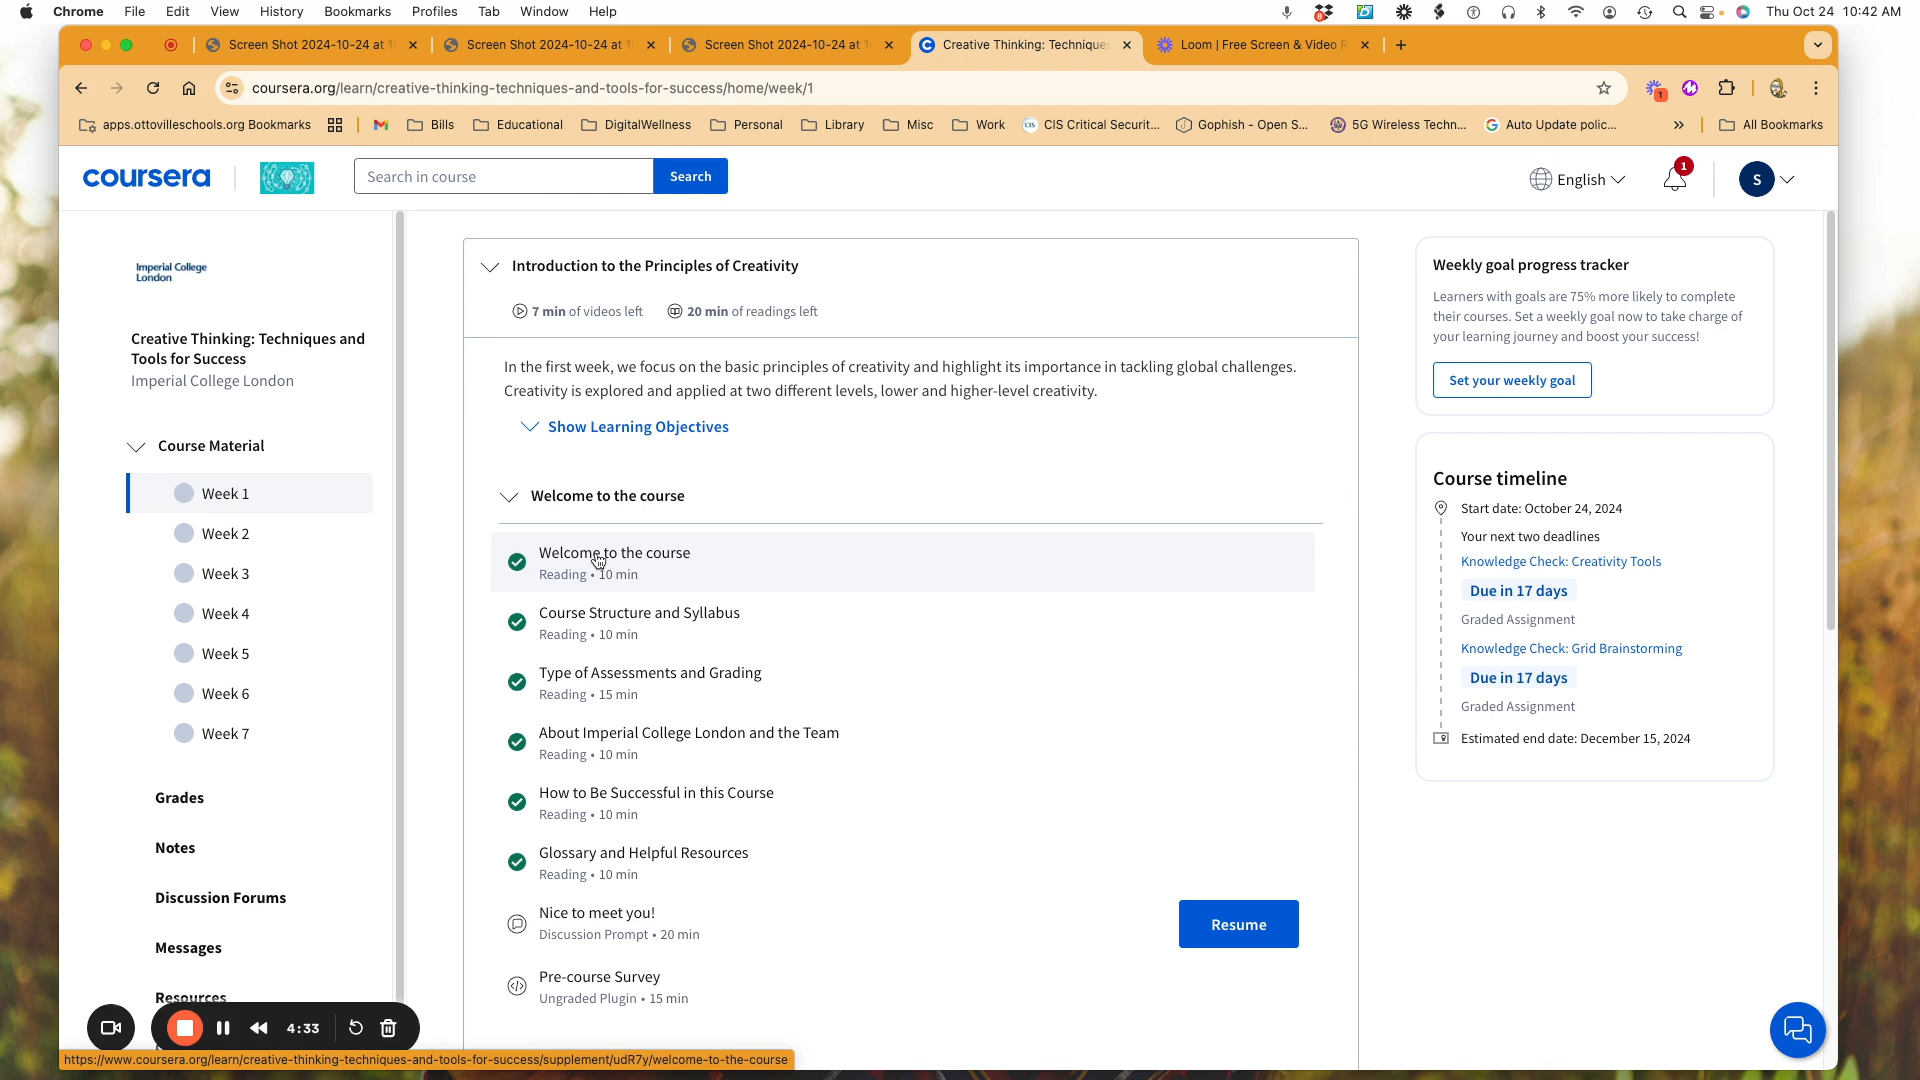 Chrome File Edit View History Bookmarks Profiles Tab Window Help
8
Thu Oct 24 10:42 AM
Screen Shot 2024-10-24 at 1
Screen Shot 2024-10-24 at 1
Screen Shot 2024-10-24 at 1
Creative Thinking: Technique
Loom | Free Screen & Video R
coursera.org/learn/creative-thinking-techniques-and-tools-for-success/home/week/1
1
apps.ottovilleschools.org Bookmarks
Bills
Educational
DigitalWellness
Personal
Library
Misc
Work
CIS Critical Securit...
Gophish - Open S...
5G Wireless Techn...
Auto Update polic...
»
All Bookmarks
coursera
Search in course
Search
English
1
S
Imperial College
London
Creative Thinking: Techniques and
Tools for Success
Imperial College London
Course Material
Week 1
Week 2
Week 3
Week 4
Week 5
Week 6
Week 7
Grades
Notes
Discussion Forums
Messages
Resources
4:33
https://www.coursera.org/learn/creative-thinking-techniques-and-tools-for-success/supplement/udR7y/welcome-to-the-course
Introduction to the Principles of Creativity
7 min of videos left
20 min of readings left
In the first week, we focus on the basic principles of creativity and highlight its importance in tackling global challenges.
Creativity is explored and applied at two different levels, lower and higher-level creativity.
Show Learning Objectives
Welcome to the course
Welcome to the course
Reading • 10 min
Course Structure and Syllabus
Reading • 10 min
Type of Assessments and Grading
Reading • 15 min
About Imperial College London and the Team
Reading • 10 min
How to Be Successful in this Course
Reading • 10 min
Glossary and Helpful Resources
Reading • 10 min
Nice to meet you!
Discussion Prompt • 20 min
Resume
Pre-course Survey
Ungraded Plugin • 15 min
Weekly goal progress tracker
Learners with goals are 75% more likely to complete
their courses. Set a weekly goal now to take charge of
your learning journey and boost your success!
Set your weekly goal
Course timeline
Start date: October 24, 2024
Your next two deadlines
Knowledge Check: Creativity Tools
Due in 17 days
Graded Assignment
Knowledge Check: Grid Brainstorming
Due in 17 days
Graded Assignment
Estimated end date: December 15, 2024